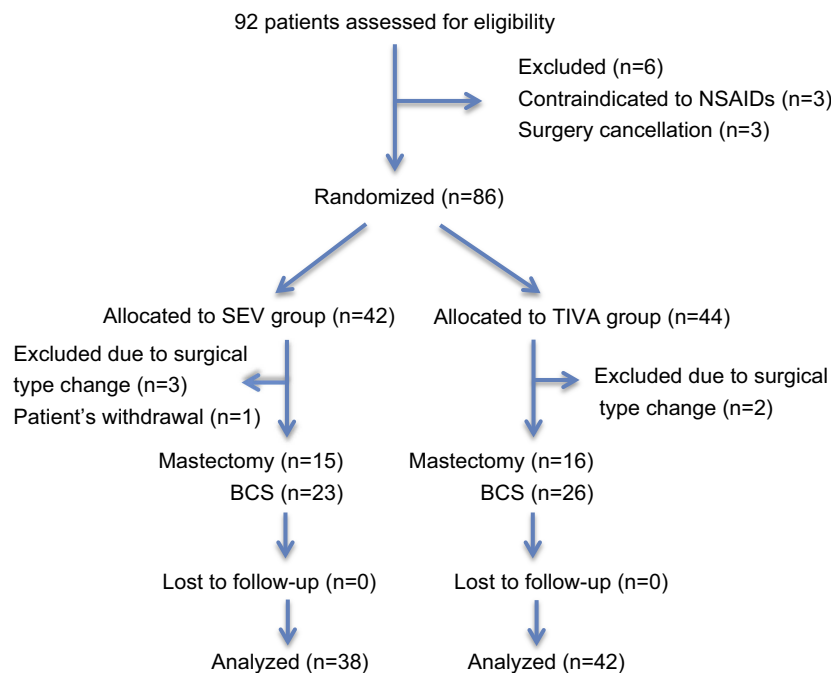 92 patients assessed for eligibility
Excluded (n=6)
Contraindicated to NSAIDs (n=3)
Surgery cancellation (n=3)
Randomized (n=86)
Allocated to SEV group (n=42)
Allocated to TIVA group (n=44)
Excluded due to surgical
type change (n=3)
Patient’s withdrawal (n=1)
Excluded due to surgical
type change (n=2)
Mastectomy (n=15)
BCS (n=23)
Mastectomy (n=16)
BCS (n=26)
Lost to follow-up (n=0)
Lost to follow-up (n=0)
Analyzed (n=38)
Analyzed (n=42)